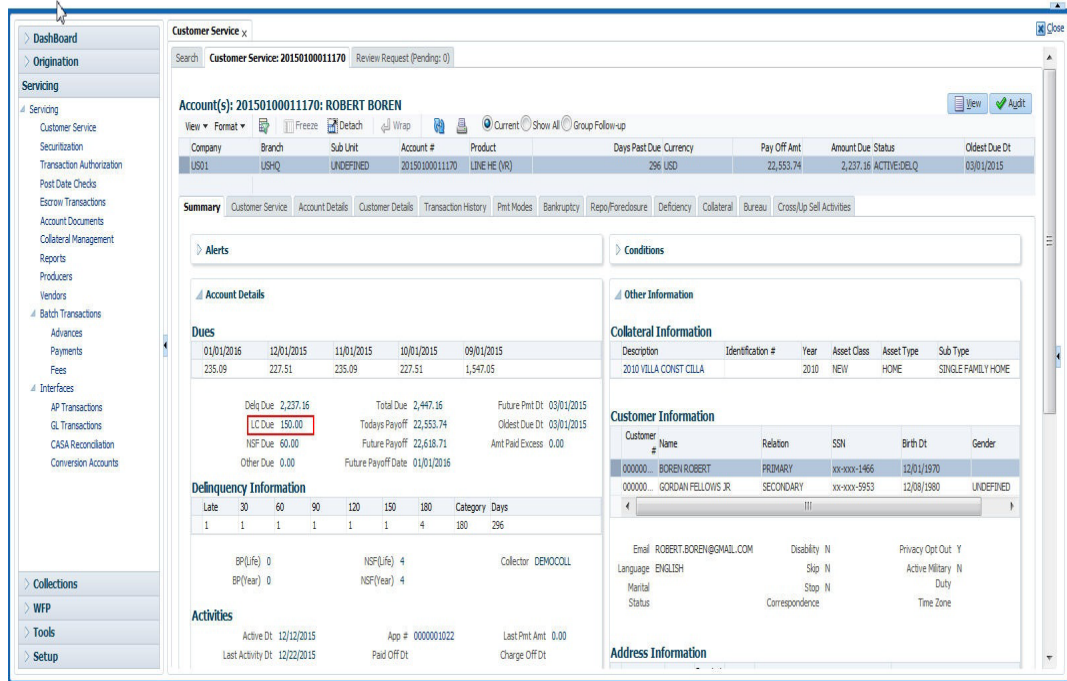 Close
DashBoard
Origination
Servicing
Servicing
Customer Service
Securitization
Transaction Authorization
Post Date Checks
Escrow Transactions
Account Documents
Collateral Management
Reports
Producers
Vendors
Batch Transactions
Advances
Payments
Fees
Interfaces
AP Transactions
GL Transactions
CASA Reconciliation
Conversion Accounts
Collections
WFP
Tools
Setup
Customer Service x
Search Customer Service: 20150100011170 Review Request (Pending: 0)
Account(s): 20150100011170: ROBERT BOREN
View Audit
View Format Freeze Detach Wrap Current Show All Group Follow-up
Company Branch Sub Unit Account # Product Days Past Due Currency Pay Off Amt Amount Due Status Oldest Due Dt
US01 USHQ UNDEFINED 20150100011170 LINE HE (VR) 296 USD 22,553.74 2,237.16 ACTIVE:DELQ 03/01/2015
Summary Customer Service Account Details Customer Details Transaction History Pmt Modes Bankruptcy Repo/Foreclosure Deficiency Collateral Bureau Cross/Up Sell Activities
Alerts
Account Details
Dues
01/01/2016 12/01/2015 11/01/2015 10/01/2015 09/01/2015
235.09 227.51 235.09 227.51 1,547.05
Delq Due 2,237.16 Total Due 2,447.16 Future Pmt Dt 03/01/2015
LC Due 150.00 Todays Payoff 22,553.74 Oldest Due Dt 03/01/2015
NSF Due 60.00 Future Payoff 22,618.71 Amt Paid Excess 0.00
Other Due 0.00 Future Payoff Date 01/01/2016
Delinquency Information
Late 30 60 90 120 150 180 Category Days
1 1 1 1 1 1 4 180 296
BP(Life) 0 NSF(Life) 4 Collector DEMOCOLL
BP(Year) 0 NSF(Year) 4
Activities
Active Dt 12/12/2015 App # 0000001022 Last Pmt Amt 0.00
Last Activity Dt 12/22/2015 Paid Off Dt Charge Off Dt
Conditions
Other Information
Collateral Information
Description Identification # Year Asset Class Asset Type Sub Type
2010 VILLA CONST CILLA 2010 NEW HOME SINGLE FAMILY HOME
Customer Information
Customer # Name Relation SSN Birth Dt Gender
000000... BOREN ROBERT PRIMARY xx-xxx-1466 12/01/1970
000000... GORDAN FELLOWS JR SECONDARY xx-xxx-5953 12/08/1980 UNDEFINED
Email ROBERT.BOREN@GMAIL.COM Disability N Privacy Opt Out Y
Language ENGLISH Skip N Active Military Duty N
Marital Status Stop Correspondence N Time Zone
Address Information